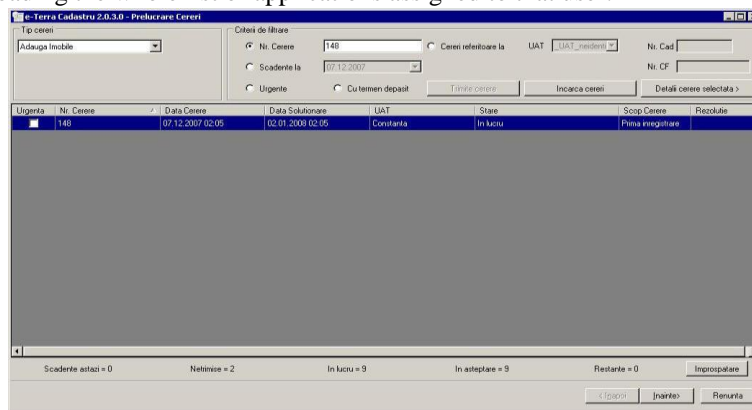 e-Terra Cadastru 2.0.3.0 - Prelucrare Cereri
Tip cereri
Adauga Imobile
Criterii de filtrare
Nr. Cerere 148 Cereri referitoare la UAT _UAT_neidenti Nr. Cad
Scadente la 07.12.2007 Nr. CF
Urgente Cu termen depasit Trimite cerere Incarca cereri Detalii cerere selectata >
Urgenta Nr. Cerere Data Cerere Data Solutionare UAT Stare Scop Cerere Rezolutie
148 07.12.2007 02:05 02.01.2008 02:05 Constanta In lucru Prima inregistrare
Scadente astazi = 0 Netrimise = 2 In lucru = 9 In asteptare = 9 Restante = 0 Improspatare
< Inapoi Inainte> Renunta